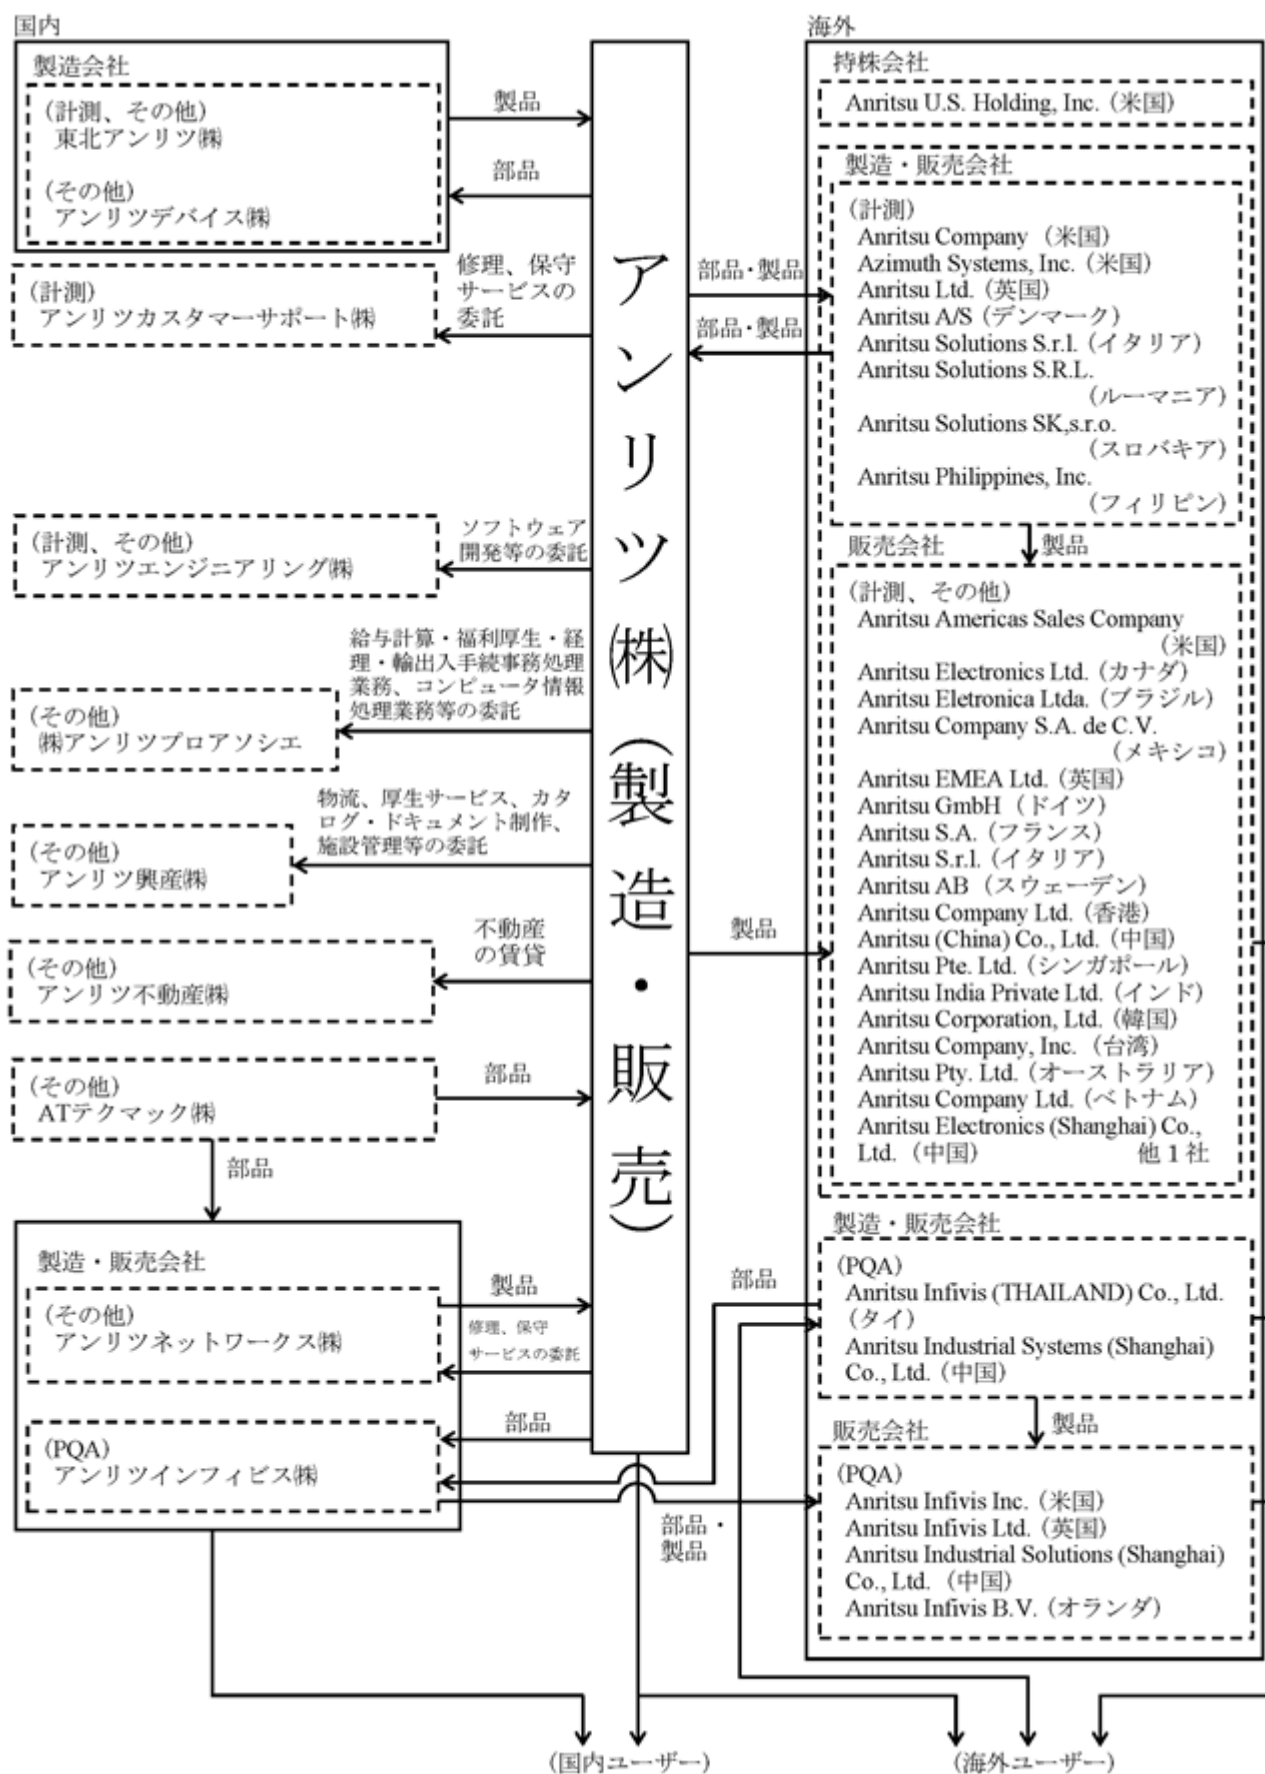 国内
製造会社
(計測、その他)
東北アンリツ㈱
(その他)
アンリツデバイス㈱
製品
部品
(計測)
アンリツカスタマーサポート㈱
修理、保守
サービスの
委託
(計測、その他)
アンリツエンジニアリング㈱
ソフトウェア
開発等の委託
給与計算・福利厚生・経
理・輸出入手続事務処理
業務、コンピュータ情報
処理業務等の委託
(その他)
㈱アンリツプロアソシエ
物流、厚生サービス、カタ
ログ・ドキュメント制作、
施設管理等の委託
(その他)
アンリツ興産㈱
不動産
の賃貸
(その他)
アンリツ不動産㈱
(その他)
ATテクマック㈱
部品
部品
製造・販売会社
(その他)
アンリツネットワークス㈱
製品
修理、保守
サービスの委託
(PQA)
アンリツインフィビス㈱
部品
アンリツ㈱(製造・販売)
部品・製品
部品・製品
製品
部品
部品・
製品
海外
持株会社
Anritsu U.S. Holding, Inc. (米国)
製造・販売会社
(計測)
Anritsu Company (米国)
Azimuth Systems, Inc. (米国)
Anritsu Ltd. (英国)
Anritsu A/S (デンマーク)
Anritsu Solutions S.r.l. (イタリア)
Anritsu Solutions S.R.L.
(ルーマニア)
Anritsu Solutions SK,s.r.o.
(スロバキア)
Anritsu Philippines, Inc.
(フィリピン)
販売会社
製品
(計測、その他)
Anritsu Americas Sales Company
(米国)
Anritsu Electronics Ltd. (カナダ)
Anritsu Eletronica Ltda. (ブラジル)
Anritsu Company S.A. de C.V.
(メキシコ)
Anritsu EMEA Ltd. (英国)
Anritsu GmbH (ドイツ)
Anritsu S.A. (フランス)
Anritsu S.r.l. (イタリア)
Anritsu AB (スウェーデン)
Anritsu Company Ltd. (香港)
Anritsu (China) Co., Ltd. (中国)
Anritsu Pte. Ltd. (シンガポール)
Anritsu India Private Ltd. (インド)
Anritsu Corporation, Ltd. (韓国)
Anritsu Company, Inc. (台湾)
Anritsu Pty. Ltd. (オーストラリア)
Anritsu Company Ltd. (ベトナム)
Anritsu Electronics (Shanghai) Co.,
Ltd. (中国) 他１社
製造・販売会社
(PQA)
Anritsu Infivis (THAILAND) Co., Ltd.
(タイ)
Anritsu Industrial Systems (Shanghai)
Co., Ltd. (中国)
販売会社
製品
(PQA)
Anritsu Infivis Inc. (米国)
Anritsu Infivis Ltd. (英国)
Anritsu Industrial Solutions (Shanghai)
Co., Ltd. (中国)
Anritsu Infivis B.V. (オランダ)
(国内ユーザー)
(海外ユーザー)